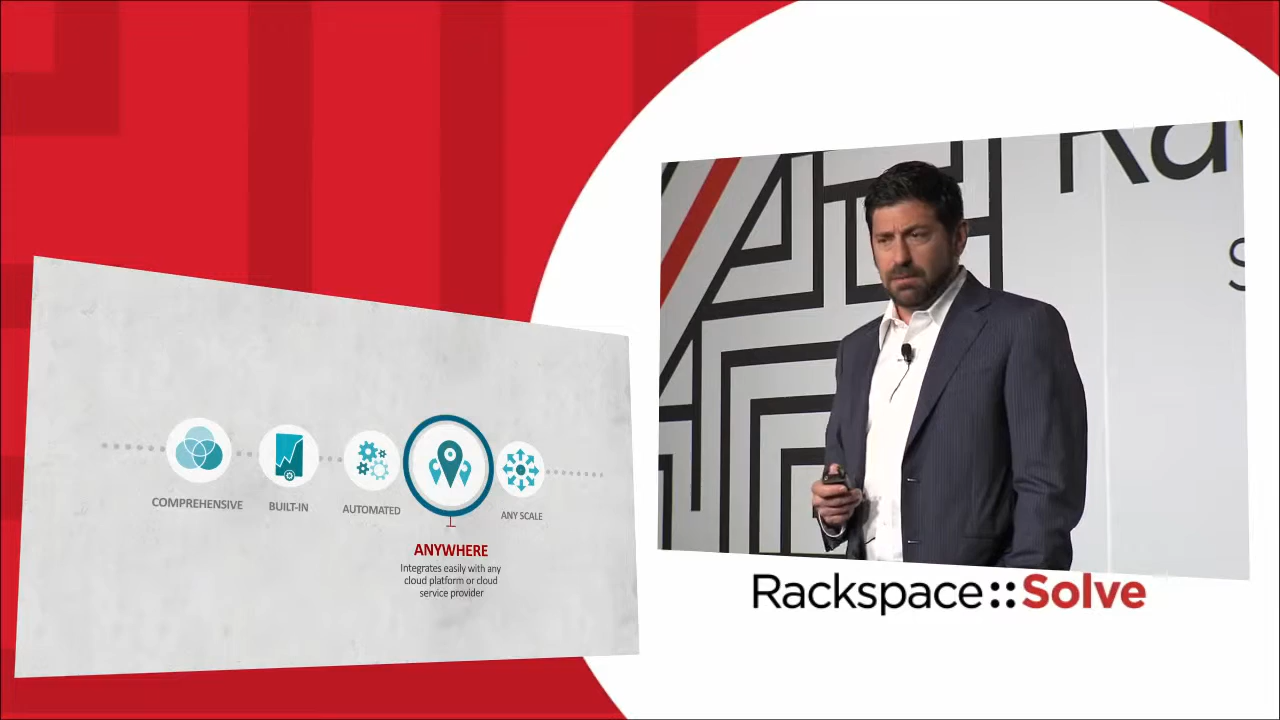 COMPREHENSIVE
BUILT-IN
AUTOMATED
ANY SCALE
ANYWHERE
Integrates easily with any
cloud platform or cloud
service provider
Ra
S
Rackspace::Solve